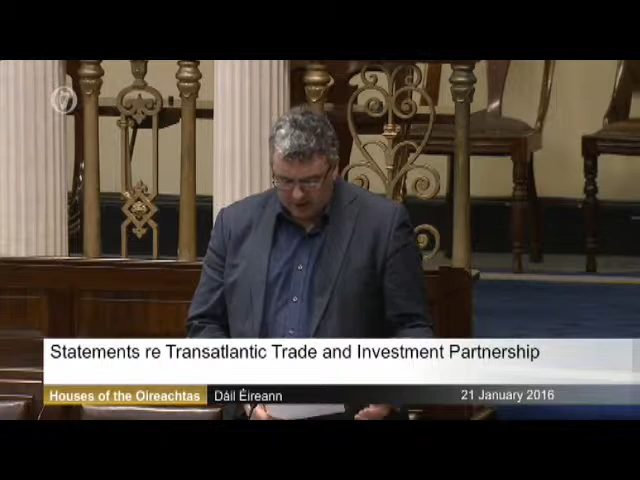 Statements re Transatlantic Trade and Investment Partnership
Houses of the Oireachtas Dáil Éireann 21 January 2016